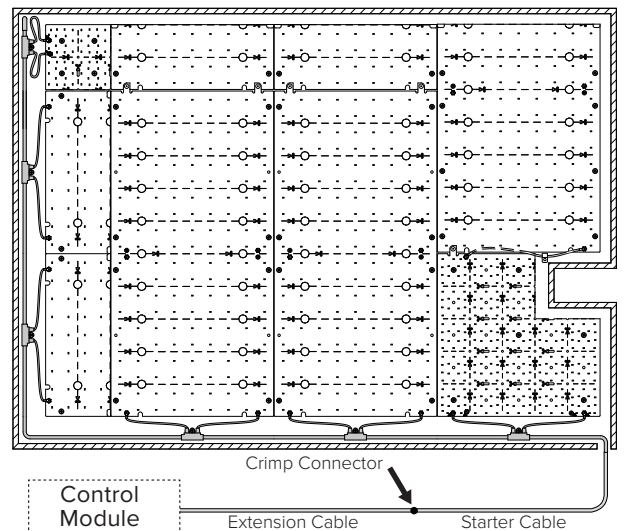 Crimp Connector
Control
Module
Extension Cable
Starter Cable